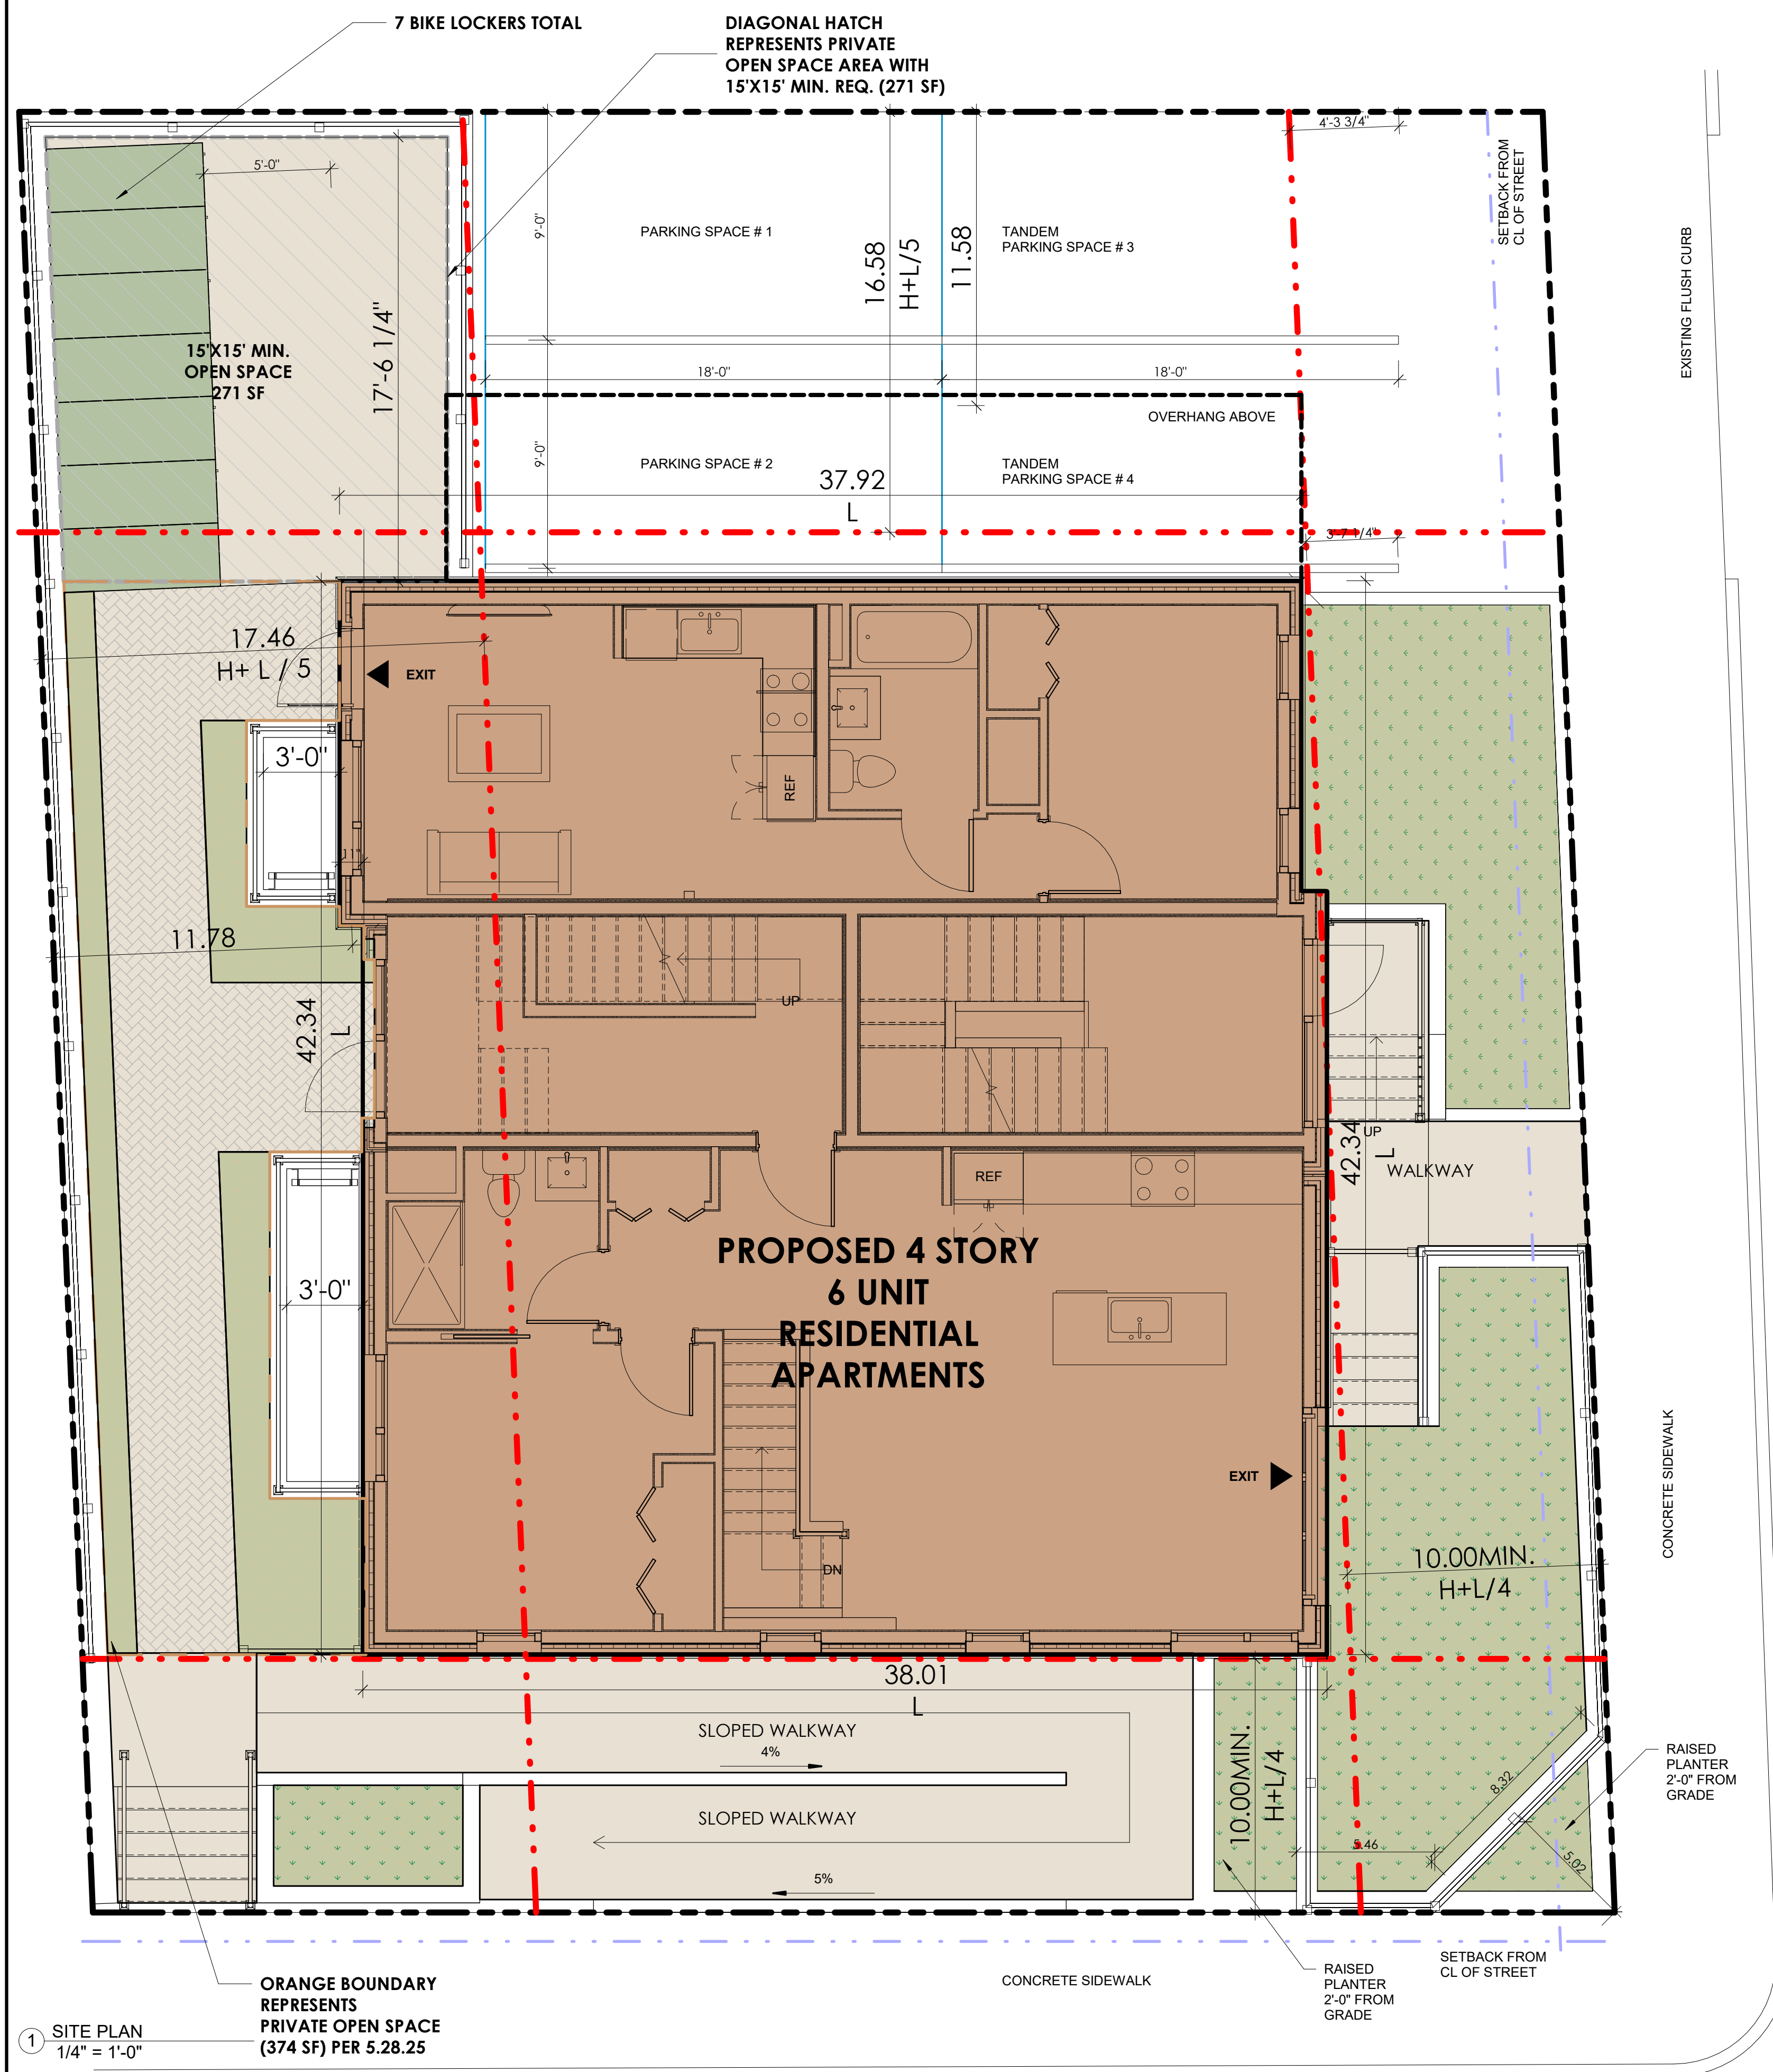 7 BIKE LOCKERS TOTAL
DIAGONAL HATCH
REPRESENTS PRIVATE
OPEN SPACE AREA WITH
15'X15' MIN. REQ. (271 SF)
4'-3 3/4"
SETBACK FROM
CL OF STREET
5'-0"
9'-0"
PARKING SPACE # 1
16.58
H+L/5
11.58
TANDEM
PARKING SPACE # 3
EXISTING FLUSH CURB
17'-6 1/4"
15'X15' MIN.
OPEN SPACE
271 SF
18'-0"
18'-0"
OVERHANG ABOVE
9'-0"
PARKING SPACE # 2
TANDEM
PARKING SPACE # 4
37.92
L
3'-7 1/4"
17.46
H+ L / 5
EXIT
3'-0"
REF
11"
11.78
42.34
L
UP
UP
42.34
L
WALKWAY
REF
PROPOSED 4 STORY
6 UNIT
RESIDENTIAL
APARTMENTS
3'-0"
EXIT
CONCRETE SIDEWALK
DN
10.00MIN.
H+L/4
38.01
L
SLOPED WALKWAY
4%
10.00MIN.
H+L/4
RAISED
PLANTER
2'-0" FROM
GRADE
8.32
SLOPED WALKWAY
5.46
5.02
5%
CONCRETE SIDEWALK
RAISED
PLANTER
2'-0" FROM
GRADE
SETBACK FROM
CL OF STREET
ORANGE BOUNDARY
REPRESENTS
PRIVATE OPEN SPACE
(374 SF) PER 5.28.25
1 SITE PLAN
1/4" = 1'-0"